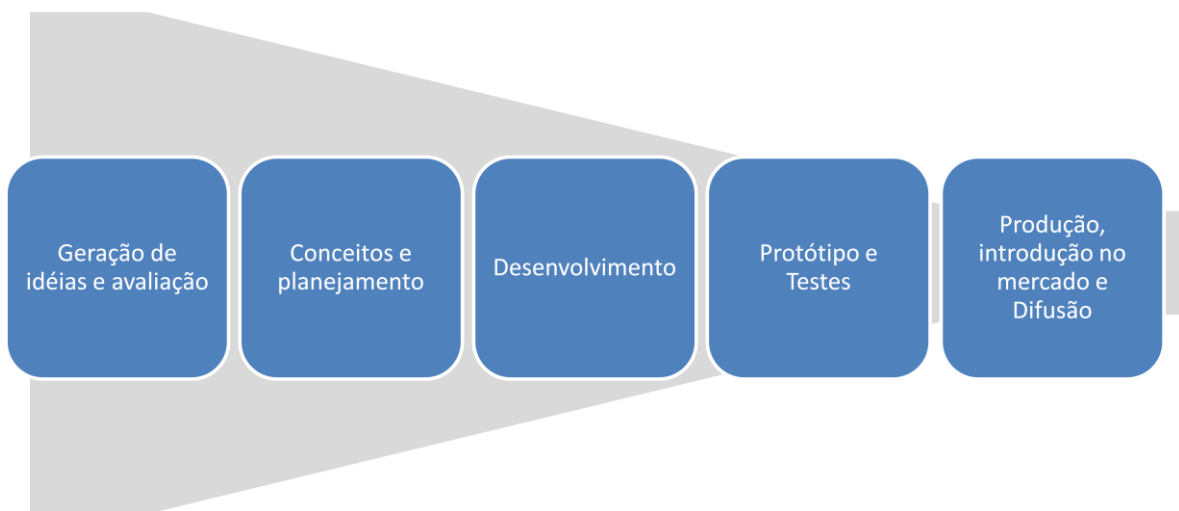 Geração de
idéias e avaliação
Conceitos e
planejamento
Desenvolvimento
Protótipo e
Testes
Produção,
introdução no
mercado e
Difusão